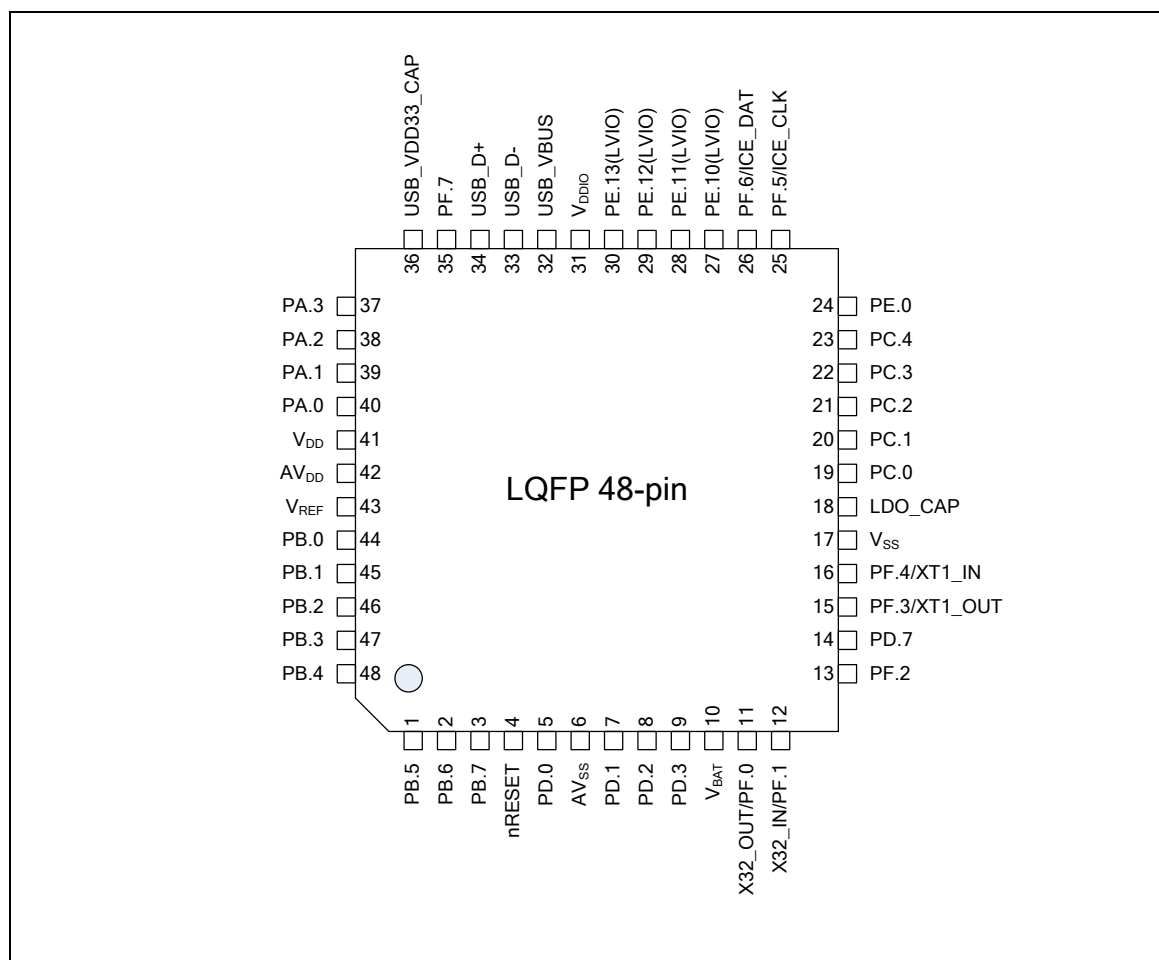 USB_VDD33_CAP
PF.7
USB_D+
USB_D-
USB_VBUS
VDDIO
PE.13(LVIO)
PE.12(LVIO)
PE.11(LVIO)
PE.10(LVIO)
PF.6/ICE_DAT
PF.5/ICE_CLK
36 35 34 33 32 31 30 29 28 27 26 25
PA.3 37
PA.2 38
PA.1 39
PA.0 40
VDD 41
AVDD 42
VREF 43
PB.0 44
PB.1 45
PB.2 46
PB.3 47
PB.4 48
LQFP 48-pin
24 PE.0
23 PC.4
22 PC.3
21 PC.2
20 PC.1
19 PC.0
18 LDO_CAP
17 VSS
16 PF.4/XT1_IN
15 PF.3/XT1_OUT
14 PD.7
13 PF.2
1 2 3 4 5 6 7 8 9 10 11 12
PB.5
PB.6
PB.7
nRESET
PD.0
AVSS
PD.1
PD.2
PD.3
VBAT
X32_OUT/PF.0
X32_IN/PF.1